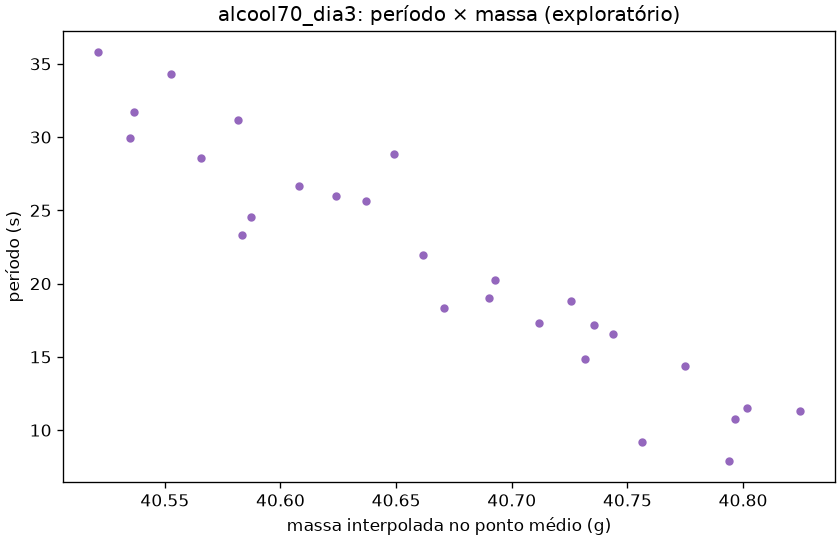 alcool70_dia3: período × massa (exploratório)
período (s)
35
30
25
20
15
10
40.55 40.60 40.65 40.70 40.75 40.80
massa interpolada no ponto médio (g)